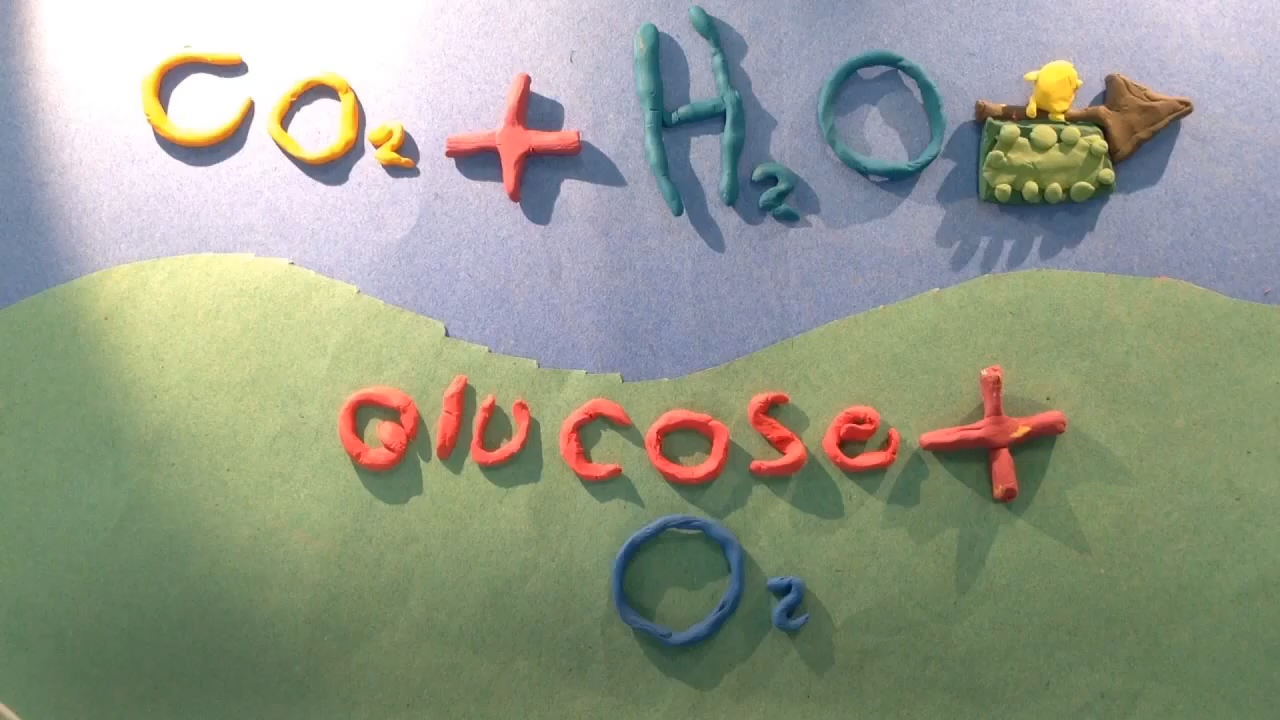 CO₂ + H₂O
Glucose +
O₂